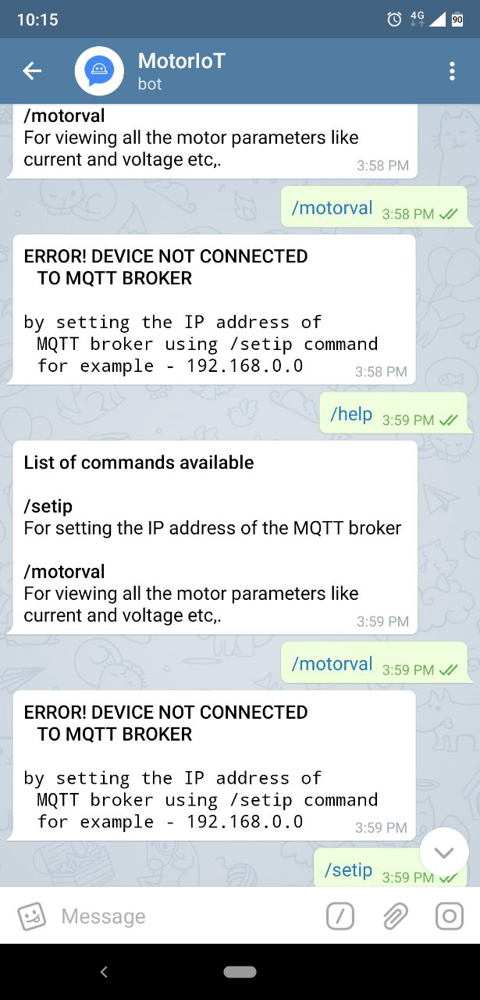 10:15
4G
90
MotorIoT
bot
/motorval
For viewing all the motor parameters like
current and voltage etc,.
3:58 PM
/motorval 3:58 PM
ERROR! DEVICE NOT CONNECTED
TO MQTT BROKER
by setting the IP address of
MQTT broker using /setip command
for example - 192.168.0.0
3:58 PM
/help 3:59 PM
List of commands available
/setip
For setting the IP address of the MQTT broker
/motorval
For viewing all the motor parameters like
current and voltage etc,.
3:59 PM
/motorval 3:59 PM
ERROR! DEVICE NOT CONNECTED
TO MQTT BROKER
by setting the IP address of
MQTT broker using /setip command
for example - 192.168.0.0
3:59 PM
/setip 3:59 PM
Message